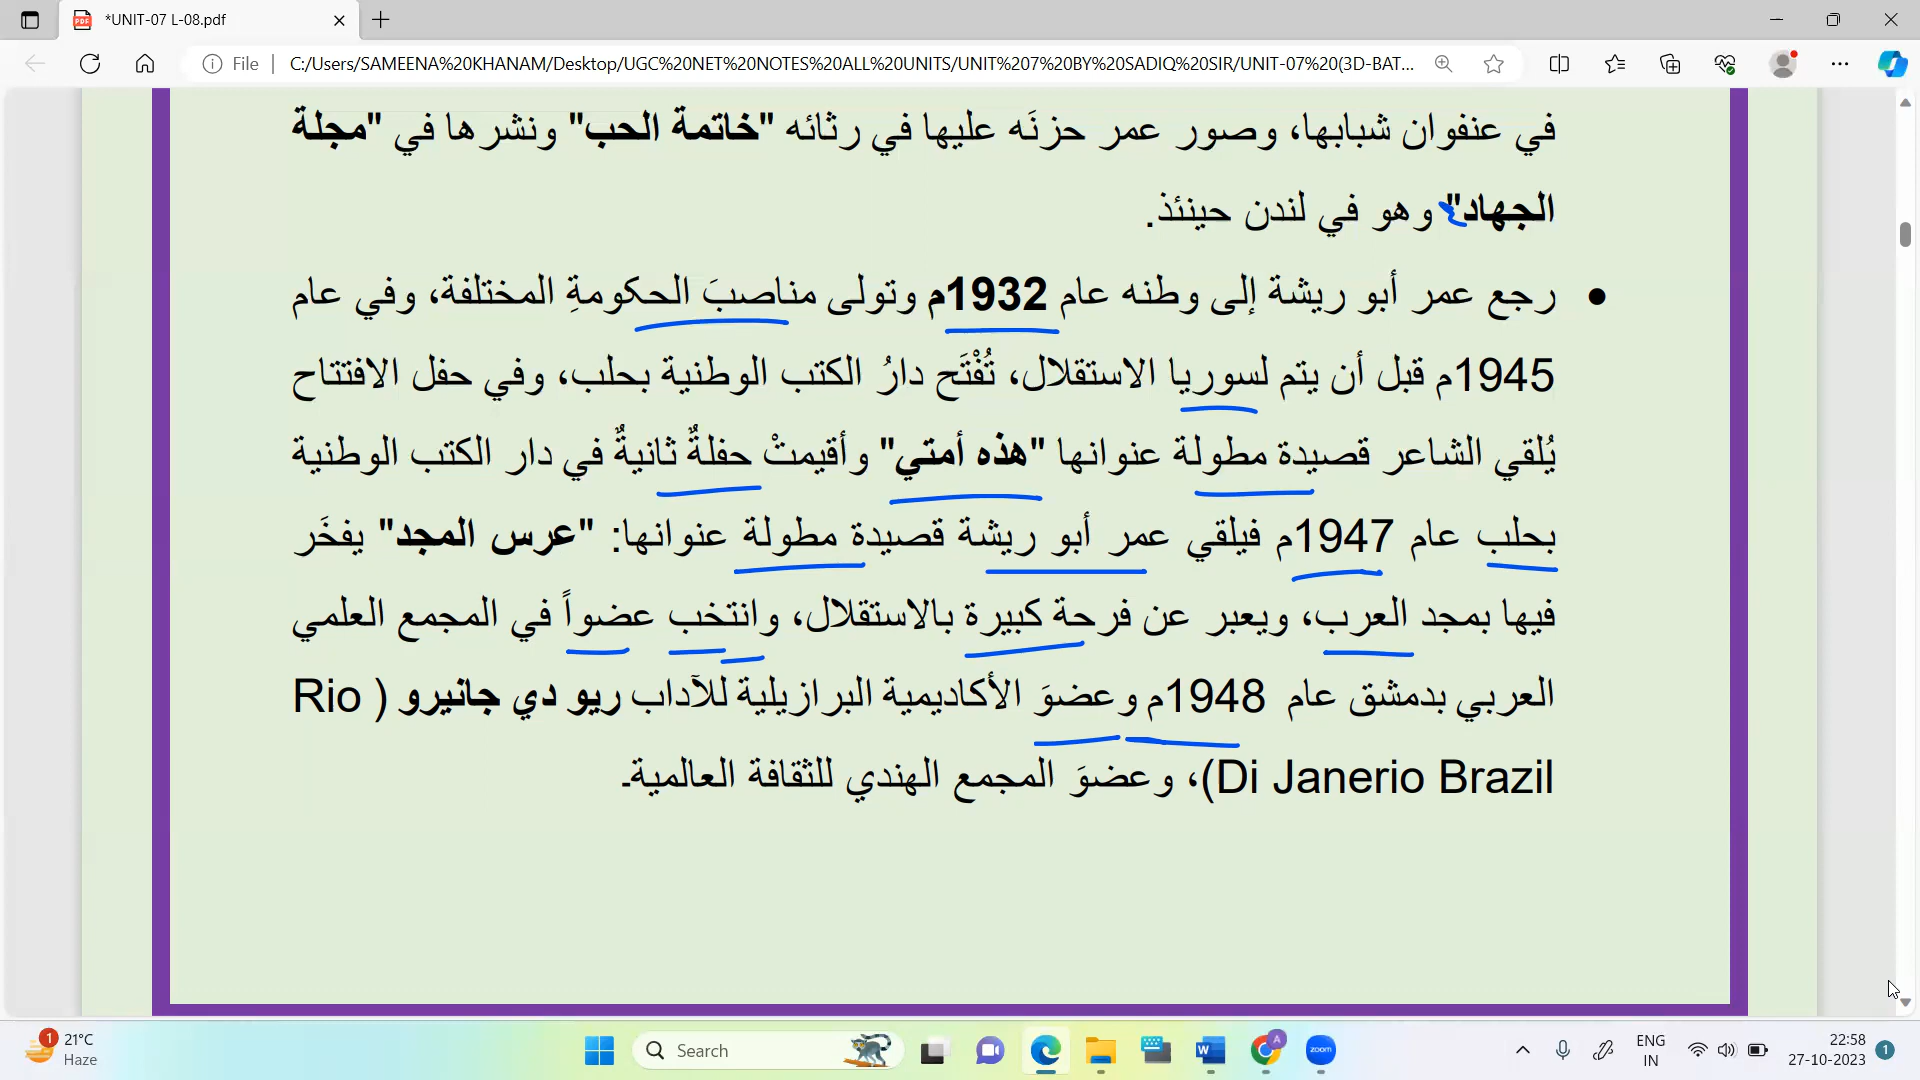 *UNIT-07 L-08.pdf
File
C:/Users/SAMEENA%20KHANAM/Desktop/UGC%20NET%20NOTES%20ALL%20UNITS/UNIT%207%20BY%20SADIQ%20SIR/UNIT-07%20(3D-BAT...
في عنفوان شبابها، وصور عمر حزنَه عليها في رثائه "خاتمة الحب" ونشرها في "مجلة
الجهاد" وهو في لندن حينئذ.
• رجع عمر أبو ريشة إلى وطنه عام 1932م وتولى مناصبَ الحكومةِ المختلفة، وفي عام
1945م قبل أن يتم لسوريا الاستقلال، تُفْتَح دارُ الكتب الوطنية بحلب، وفي حفل الافتتاح
يُلقي الشاعر قصيدة مطولة عنوانها "هذه أمتي" وأقيمتْ حفلةٌ ثانيةٌ في دار الكتب الوطنية
بحلب عام 1947م فيلقي عمر أبو ريشة قصيدة مطولة عنوانها: "عرس المجد" يفخَر
فيها بمجد العرب، ويعبر عن فرحة كبيرة بالاستقلال، وانتخب عضواً في المجمع العلمي
العربي بدمشق عام 1948م وعضوَ الأكاديمية البرازيلية للآداب ريو دي جانيرو ( Rio
Di Janerio Brazil)، وعضوَ المجمع الهندي للثقافة العالمية۔
1
21°C
Haze
Search
A
zoom
ENG
IN
22:58
27-10-2023
1